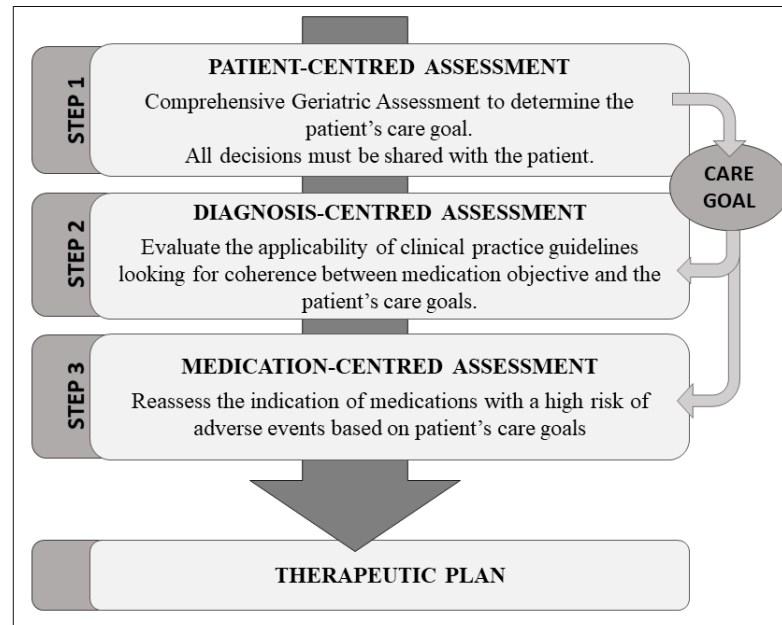 STEP 1
PATIENT-CENTRED ASSESSMENT
Comprehensive Geriatric Assessment to determine the
patient's care goal.
All decisions must be shared with the patient.
CARE
GOAL
STEP 2
DIAGNOSIS-CENTRED ASSESSMENT
Evaluate the applicability of clinical practice guidelines
looking for coherence between medication objective and the
patient's care goals.
STEP 3
MEDICATION-CENTRED ASSESSMENT
Reassess the indication of medications with a high risk of
adverse events based on patient's care goals
THERAPEUTIC PLAN